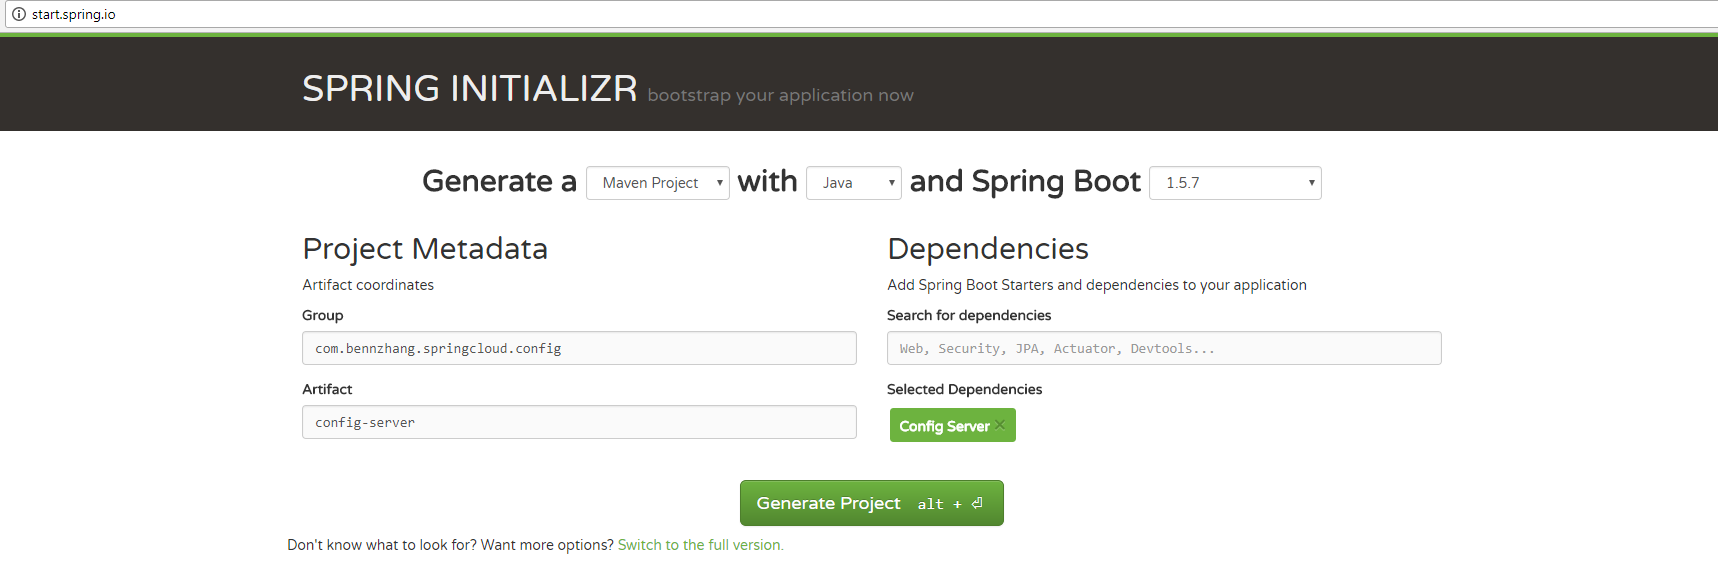 start.spring.io
SPRING INITIALIZR bootstrap your application now
Generate a Maven Project with Java and Spring Boot 1.5.7
Project Metadata
Artifact coordinates
Group
com.bennzhang.springcloud.config
Artifact
config-server
Dependencies
Add Spring Boot Starters and dependencies to your application
Search for dependencies
Web, Security, JPA, Actuator, Devtools...
Selected Dependencies
Config Server ×
Generate Project alt + ⏎
Don't know what to look for? Want more options? Switch to the full version.